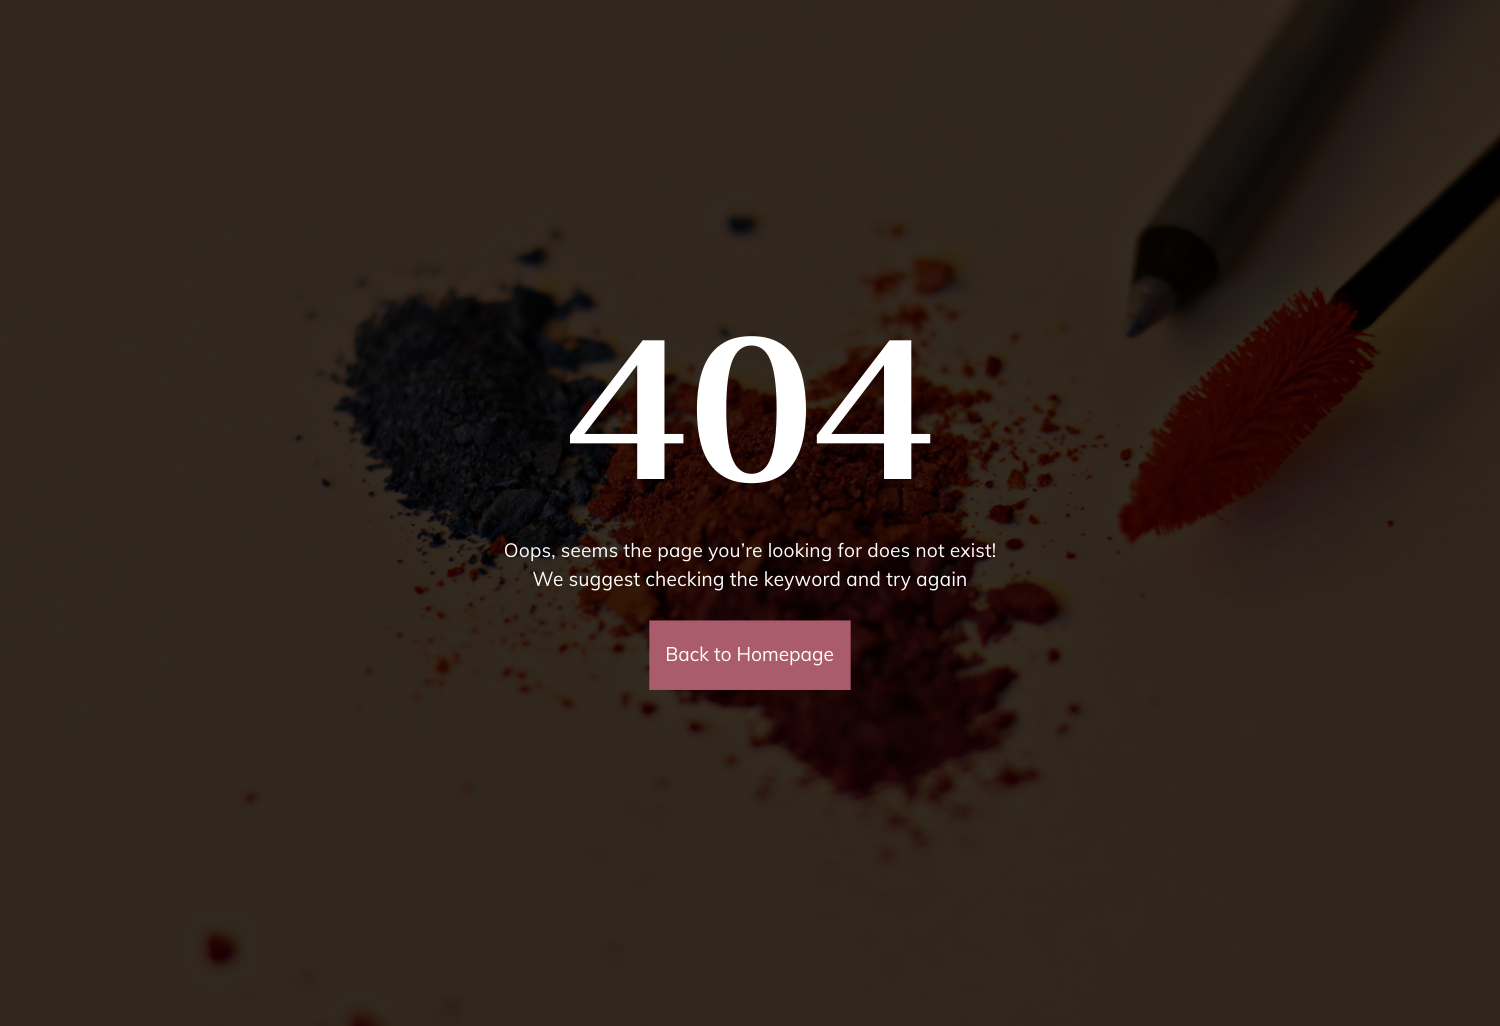 404
Oops, seems the page you’re looking for does not exist!
We suggest checking the keyword and try again
Back to Homepage